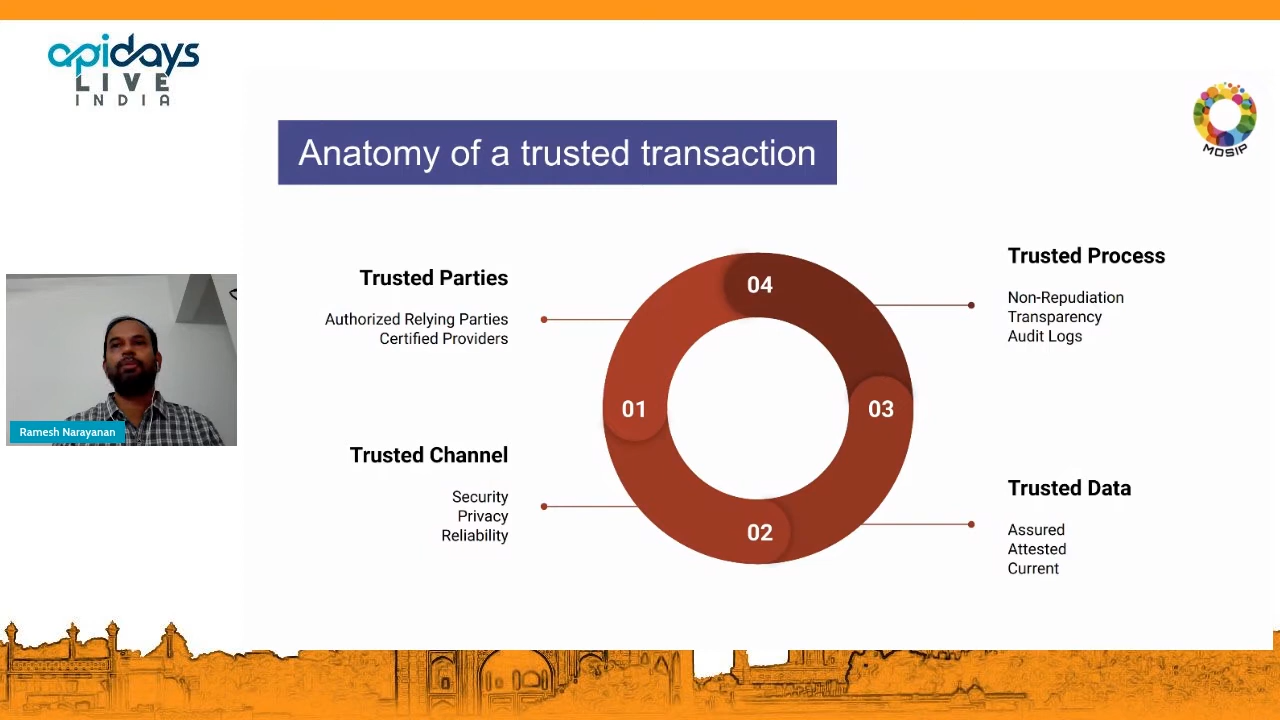 apidays
LIVE
INDIA
MOSIP
Anatomy of a trusted transaction
Trusted Parties
Authorized Relying Parties
Certified Providers
Trusted Channel
Security
Privacy
Reliability
01
02
03
04
Trusted Process
Non-Repudiation
Transparency
Audit Logs
Trusted Data
Assured
Attested
Current
Ramesh Narayanan